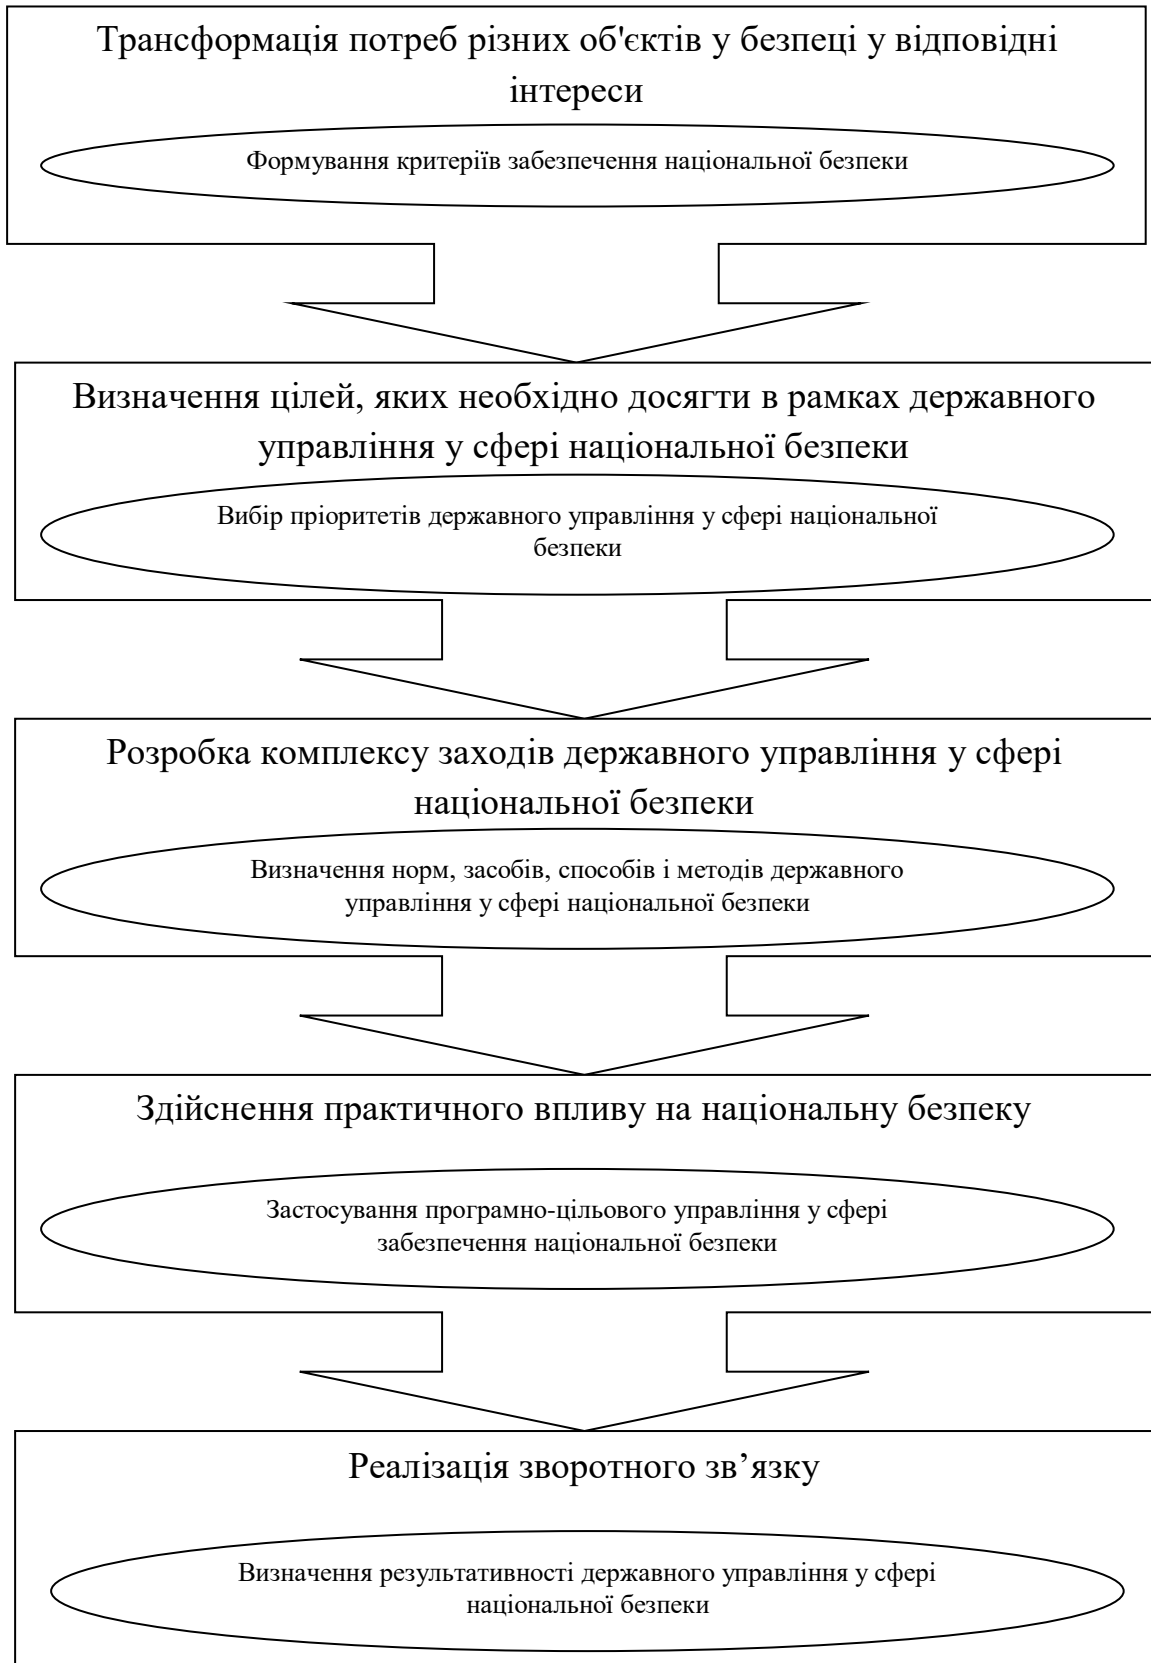 Трансформація потреб різних об'єктів у безпеці у відповідні
інтереси
Формування критеріїв забезпечення національної безпеки
Визначення цілей, яких необхідно досягти в рамках державного
управління у сфері національної безпеки
Вибір пріоритетів державного управління у сфері національної
безпеки
Розробка комплексу заходів державного управління у сфері
національної безпеки
Визначення норм, засобів, способів і методів державного
управління у сфері національної безпеки
Здійснення практичного впливу на національну безпеку
Застосування програмно-цільового управління у сфері
забезпечення національної безпеки
Реалізація зворотного зв’язку
Визначення результативності державного управління у сфері
національної безпеки